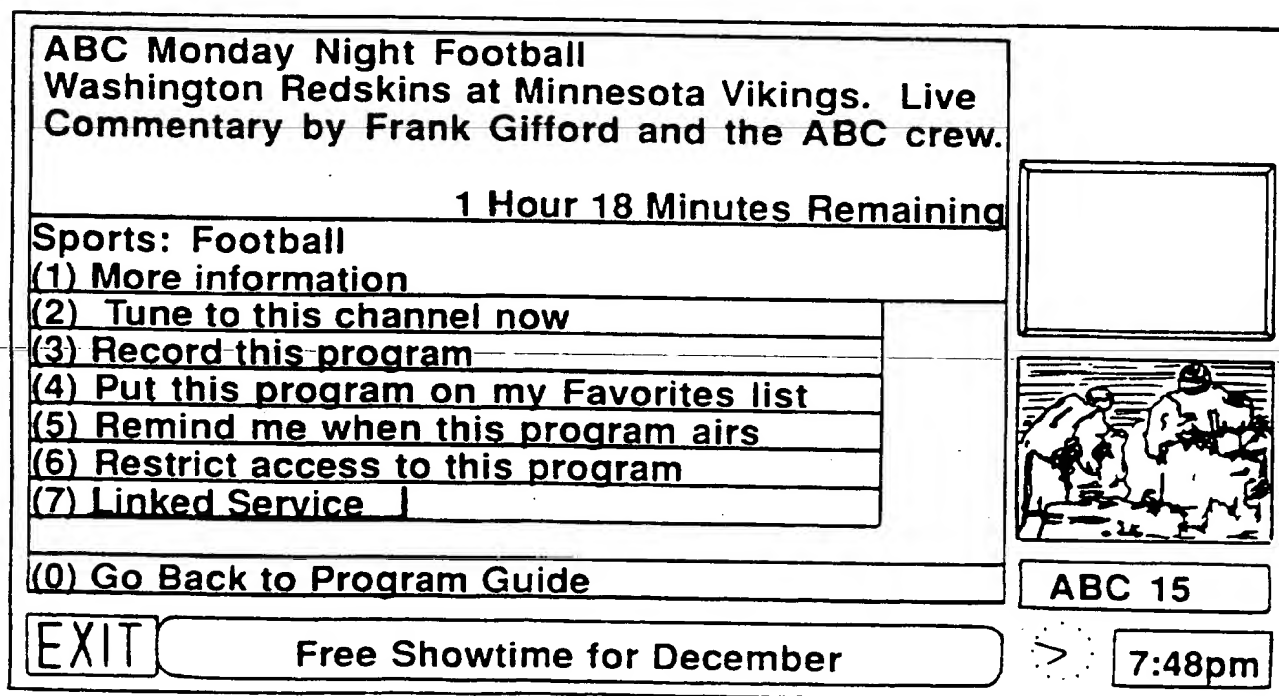 ABC Monday Night Football
Washington Redskins at Minnesota Vikings. Live
Commentary by Frank Gifford and the ABC crew.
1 Hour 18 Minutes Remaining
Sports: Football
(1) More information
(2) Tune to this channel now
(3) Record this program
(4) Put this program on my Favorites list
(5) Remind me when this program airs
(6) Restrict access to this program
(7) Linked Service
(0) Go Back to Program Guide
ABC 15
EXIT
Free Showtime for December
7:48pm